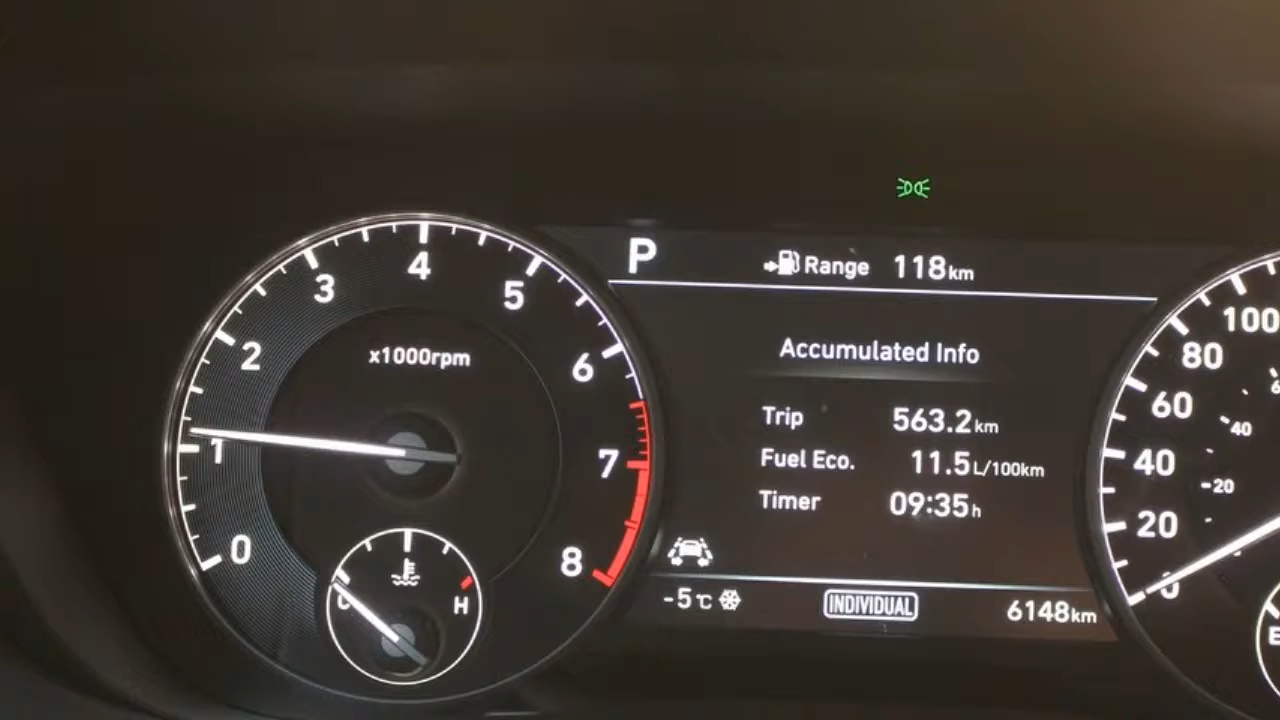 P
Range 118km
Accumulated Info
Trip 563.2km
Fuel Eco. 11.5L/100km
Timer 09:35h
-5℃
INDIVIDUAL
6148km
x1000rpm
0
1
2
3
4
5
6
7
8
C
H
0
20
40
60
80
100
20
40
E